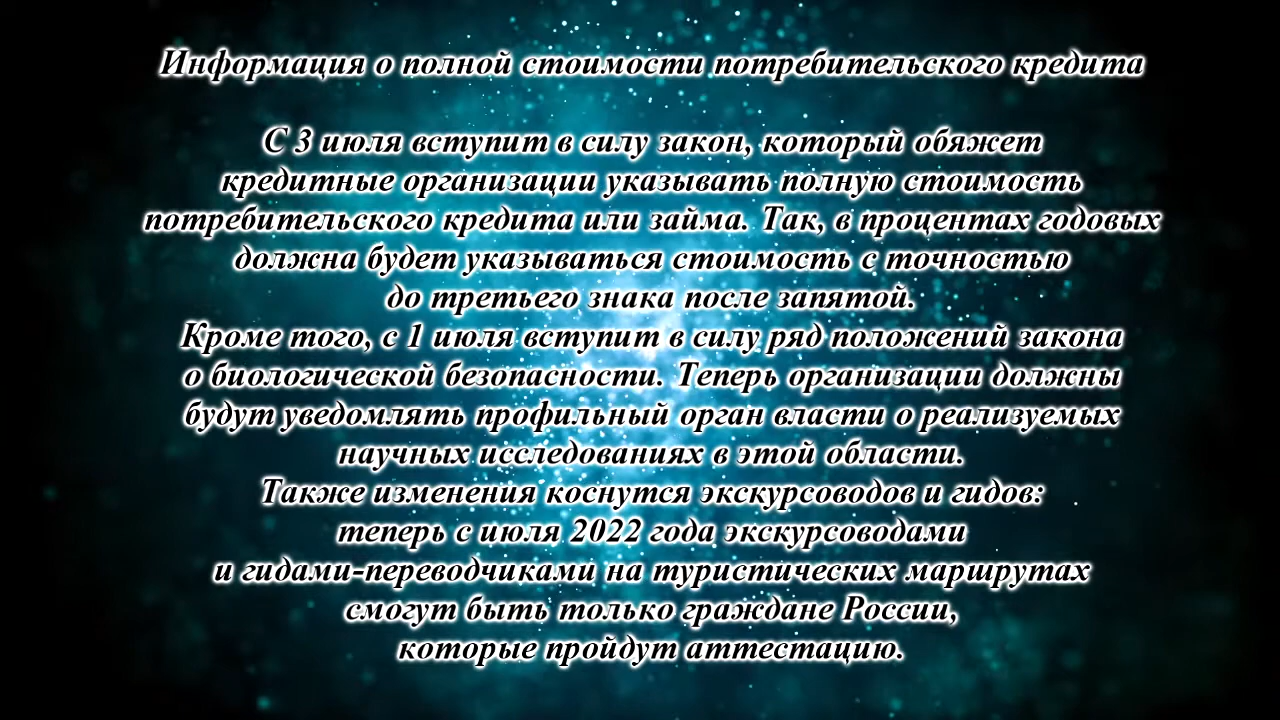 Информация о полной стоимости потребительского кредита
С 3 июля вступит в силу закон, который обяжет
кредитные организации указывать полную стоимость
потребительского кредита или займа. Так, в процентах годовых
должна будет указываться стоимость с точностью
до третьего знака после запятой.
Кроме того, с 1 июля вступит в силу ряд положений закона
о биологической безопасности. Теперь организации должны
будут уведомлять профильный орган власти о реализуемых
научных исследованиях в этой области.
Также изменения коснутся экскурсоводов и гидов:
теперь с июля 2022 года экскурсоводами
и гидами-переводчиками на туристических маршрутах
смогут быть только граждане России,
которые пройдут аттестацию.